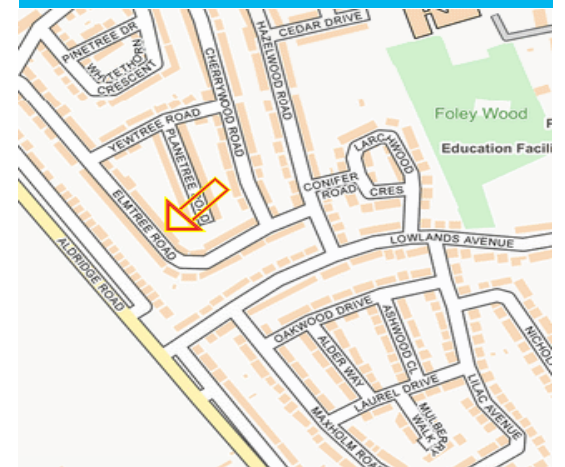 CEDAR DRIVE
PINETREE DR
WHITETHORN
CRESCENT
CHERRYWOOD ROAD
HAZELWOOD ROAD
Foley Wood
Education Facili
YEWTREE ROAD
PLANETREE ROAD
LARCHWOOD
CRES
CONIFER
ROAD
ELMTREE ROAD
LOWLANDS AVENUE
ALDRIDGE ROAD
OAKWOOD DRIVE
ASHWOOD CL
ALDER WAY
NICHOL
LAUREL DRIVE
LILAC AVENUE
MULBERRY
WALK
MAXHOLM ROA